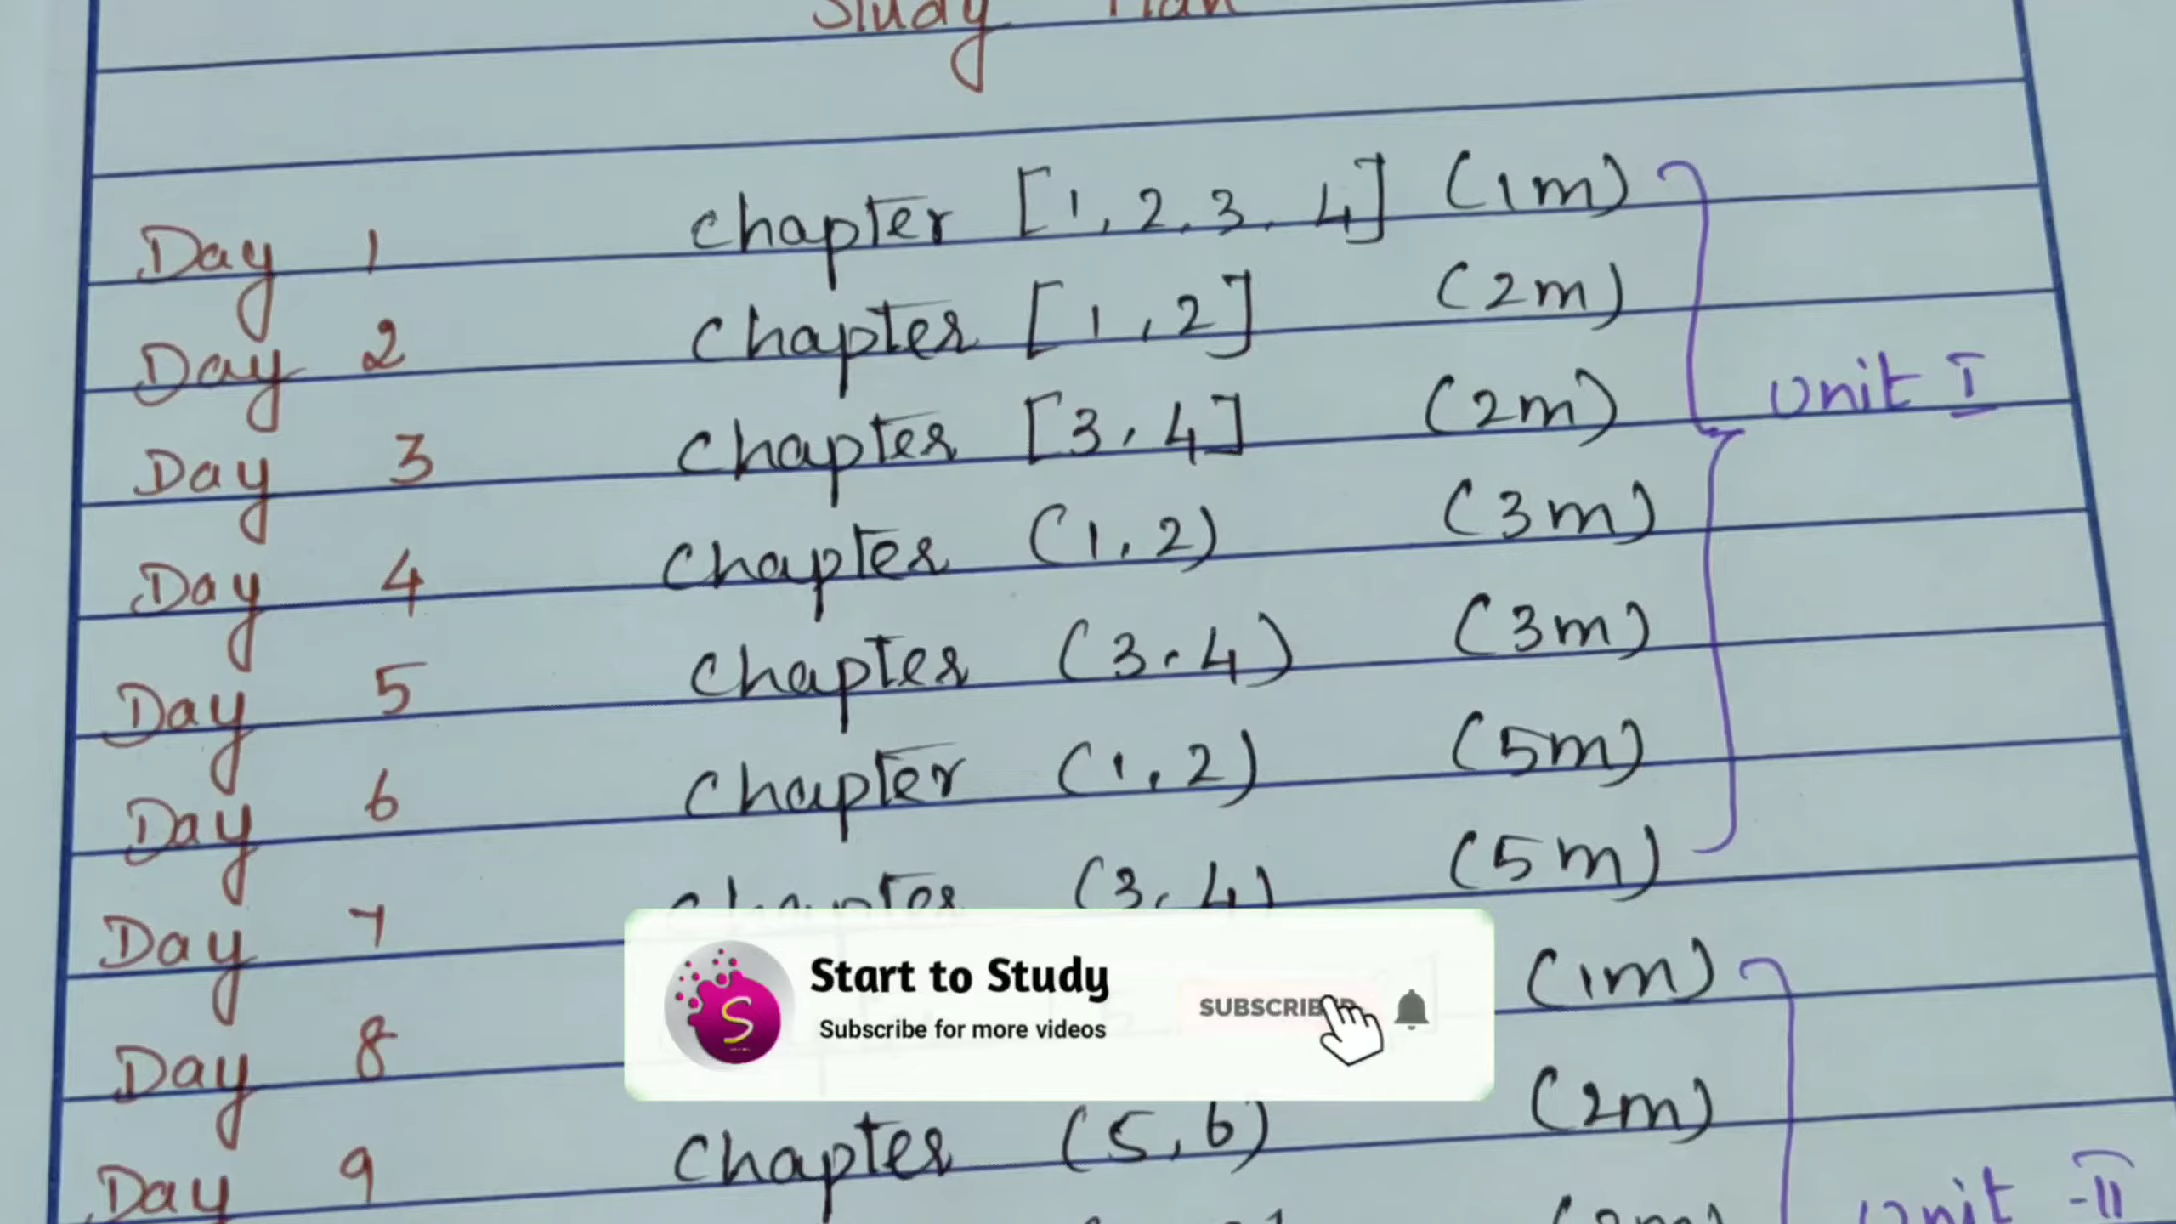 Study Plan
Day 1 chapter [1, 2, 3, 4] (1m)
Day 2 chapter [1, 2] (2m)
Unit I
Day 3 chapter [3, 4] (2m)
Day 4 chapter (1, 2) (3m)
Day 5 chapter (3, 4) (3m)
Day 6 chapter (1, 2) (5m)
Day 7 chapter (3, 4) (5m)
Day 8 (1m)
Start to Study
Subscribe for more videos
SUBSCRIBED
S
Day 9 chapter (5, 6) (2m)
Unit - II